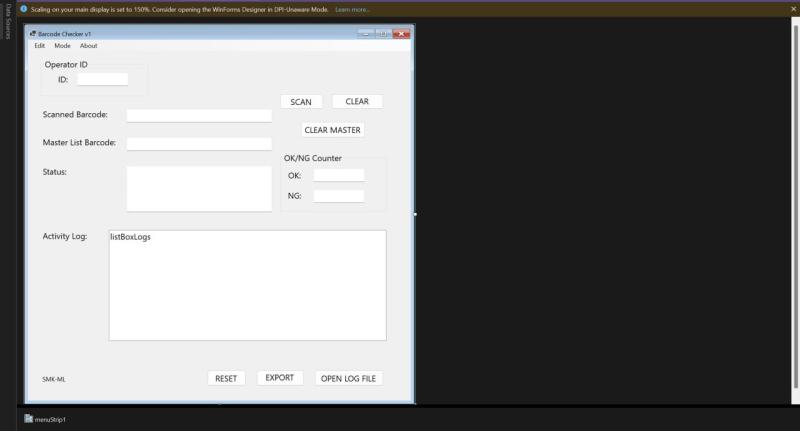 Data Sources
Scaling on your main display is set to 150%. Consider opening the WinForms Designer in DPI-Unaware Mode. Learn more...
Barcode Checker v1
Edit Mode About
Operator ID
ID:
SCAN CLEAR
Scanned Barcode:
CLEAR MASTER
Master List Barcode:
OK/NG Counter
Status:
OK:
NG:
Activity Log:
listBoxLogs
SMK-ML
RESET EXPORT OPEN LOG FILE
menuStrip1